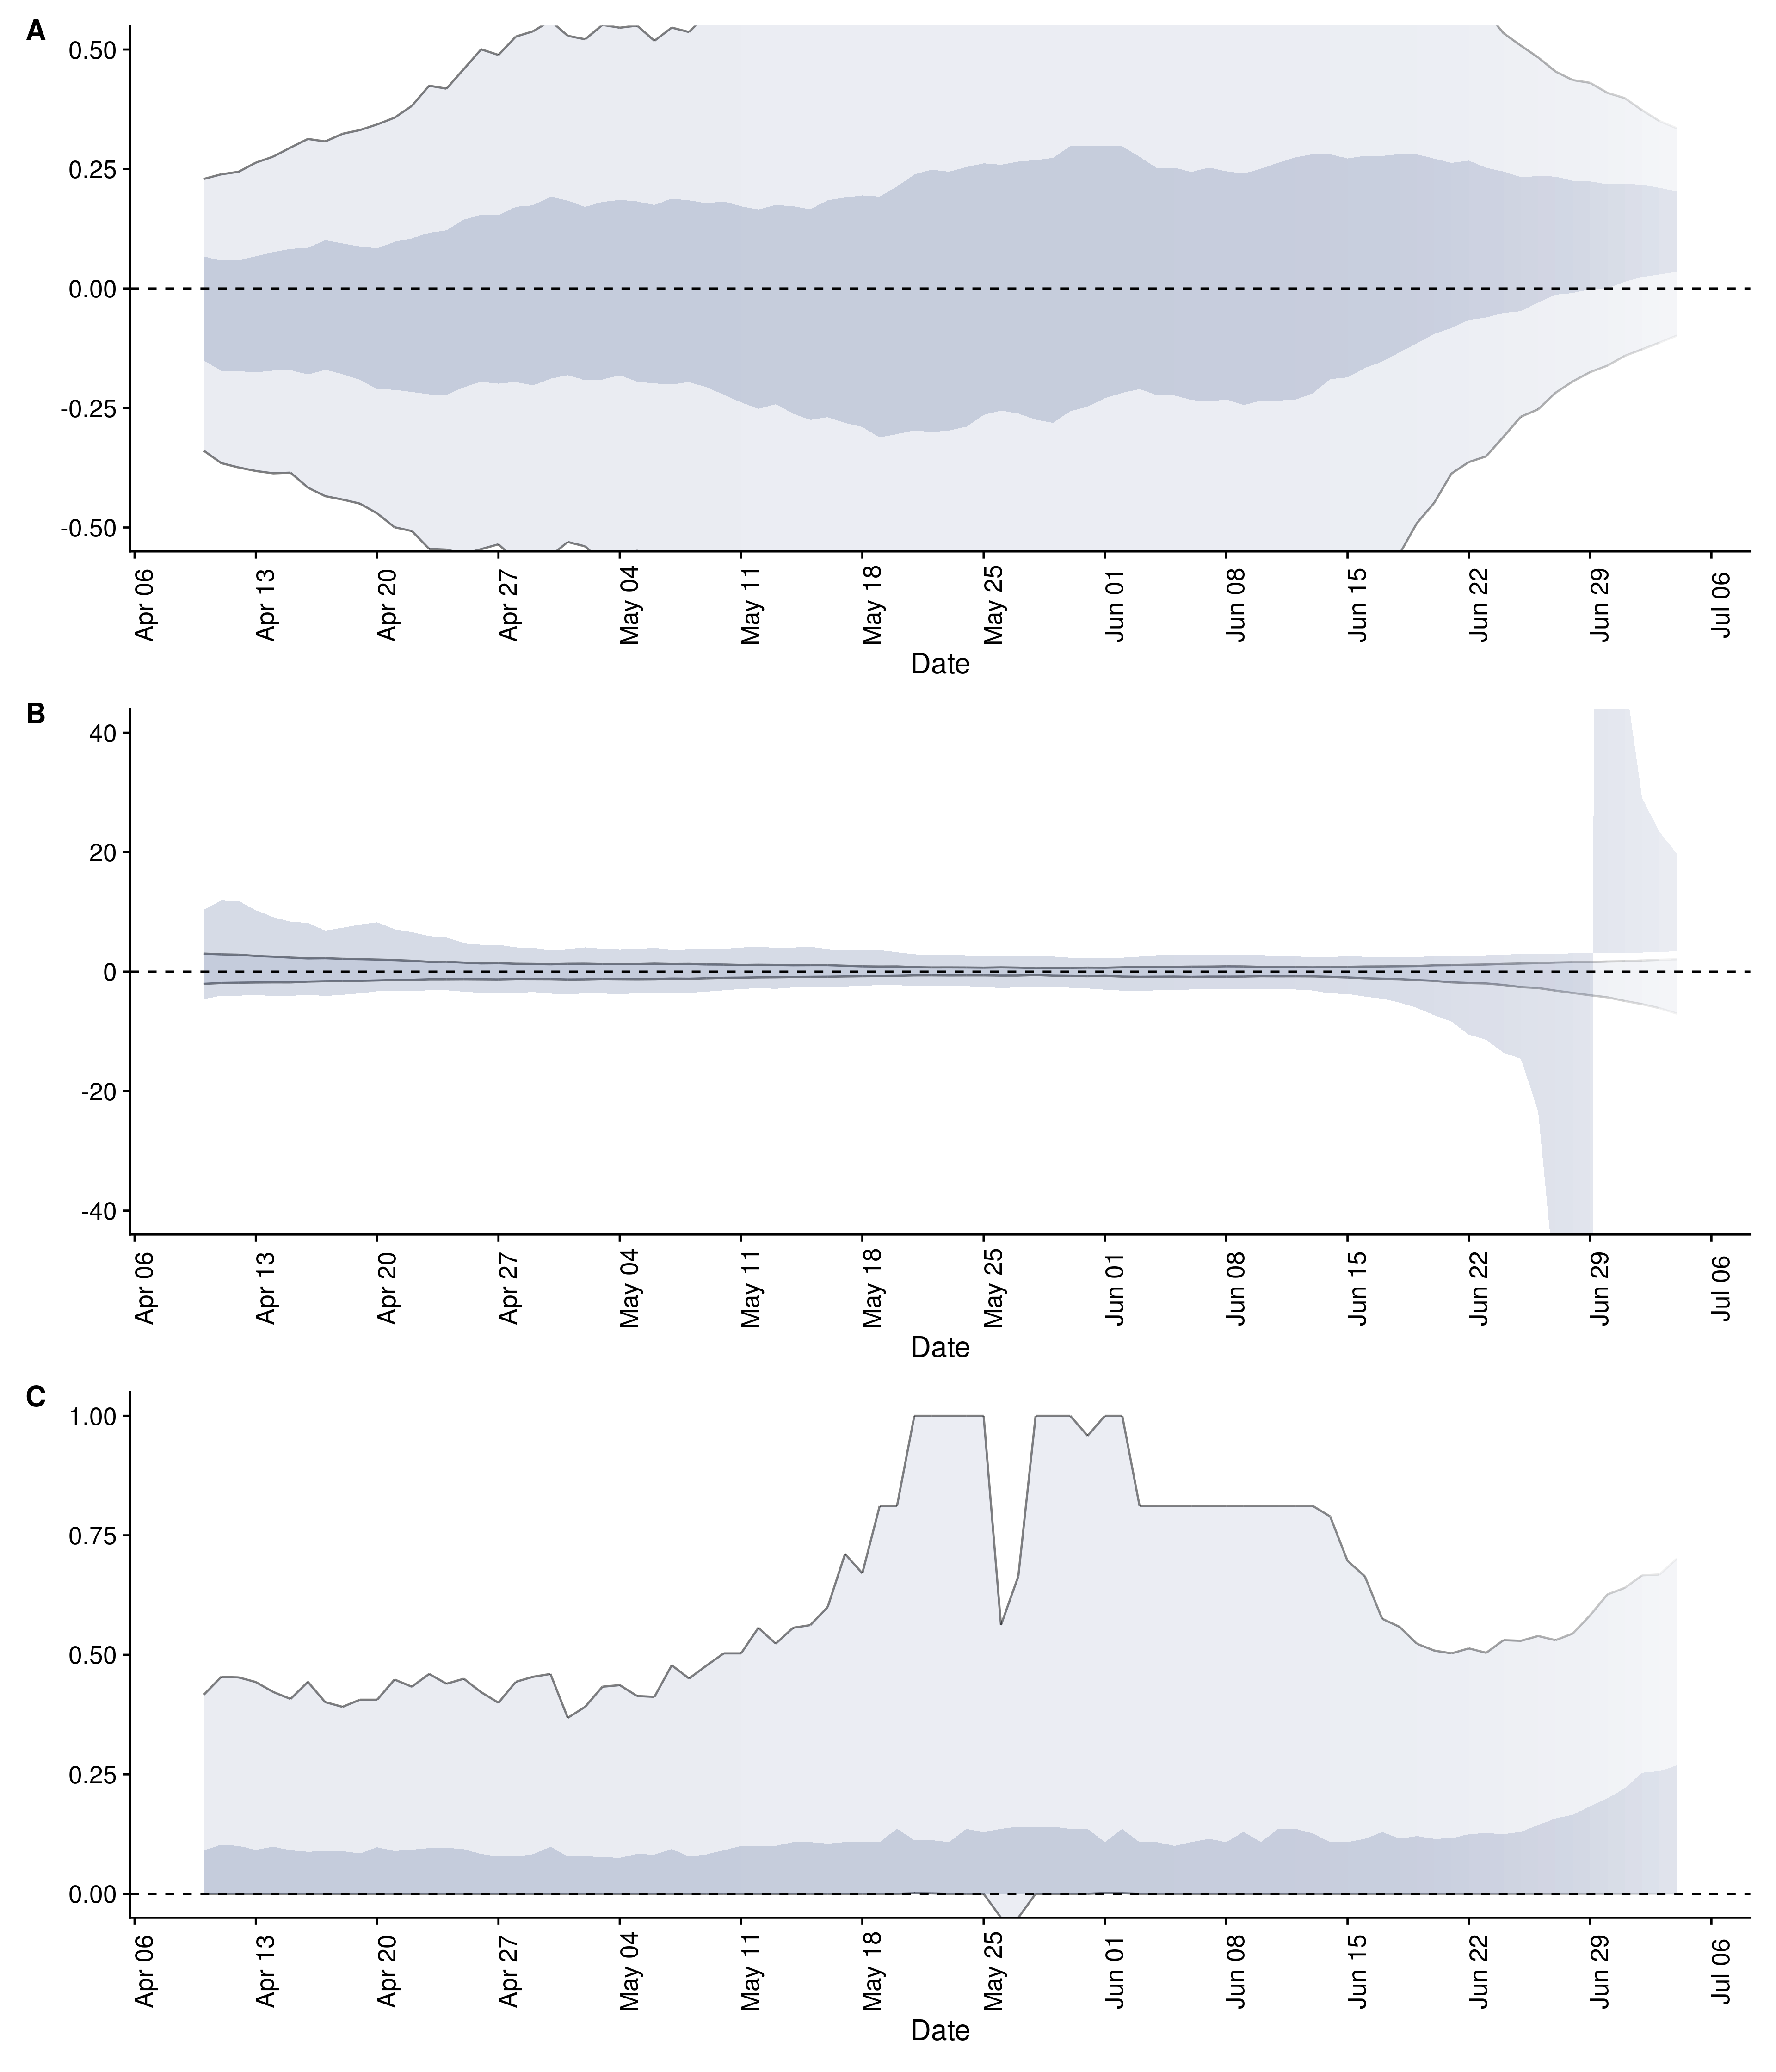 A
0.50
0.25
0.00
-0.25
-0.50
Apr 06
Apr 13
Apr 20
Apr 27
May 04
May 11
May 18
May 25
Jun 01
Jun 08
Jun 15
Jun 22
Jun 29
Jul 06
Date
B
40
20
0
-20
-40
Apr 06
Apr 13
Apr 20
Apr 27
May 04
May 11
May 18
May 25
Jun 01
Jun 08
Jun 15
Jun 22
Jun 29
Jul 06
Date
C
1.00
0.75
0.50
0.25
0.00
Apr 06
Apr 13
Apr 20
Apr 27
May 04
May 11
May 18
May 25
Jun 01
Jun 08
Jun 15
Jun 22
Jun 29
Jul 06
Date